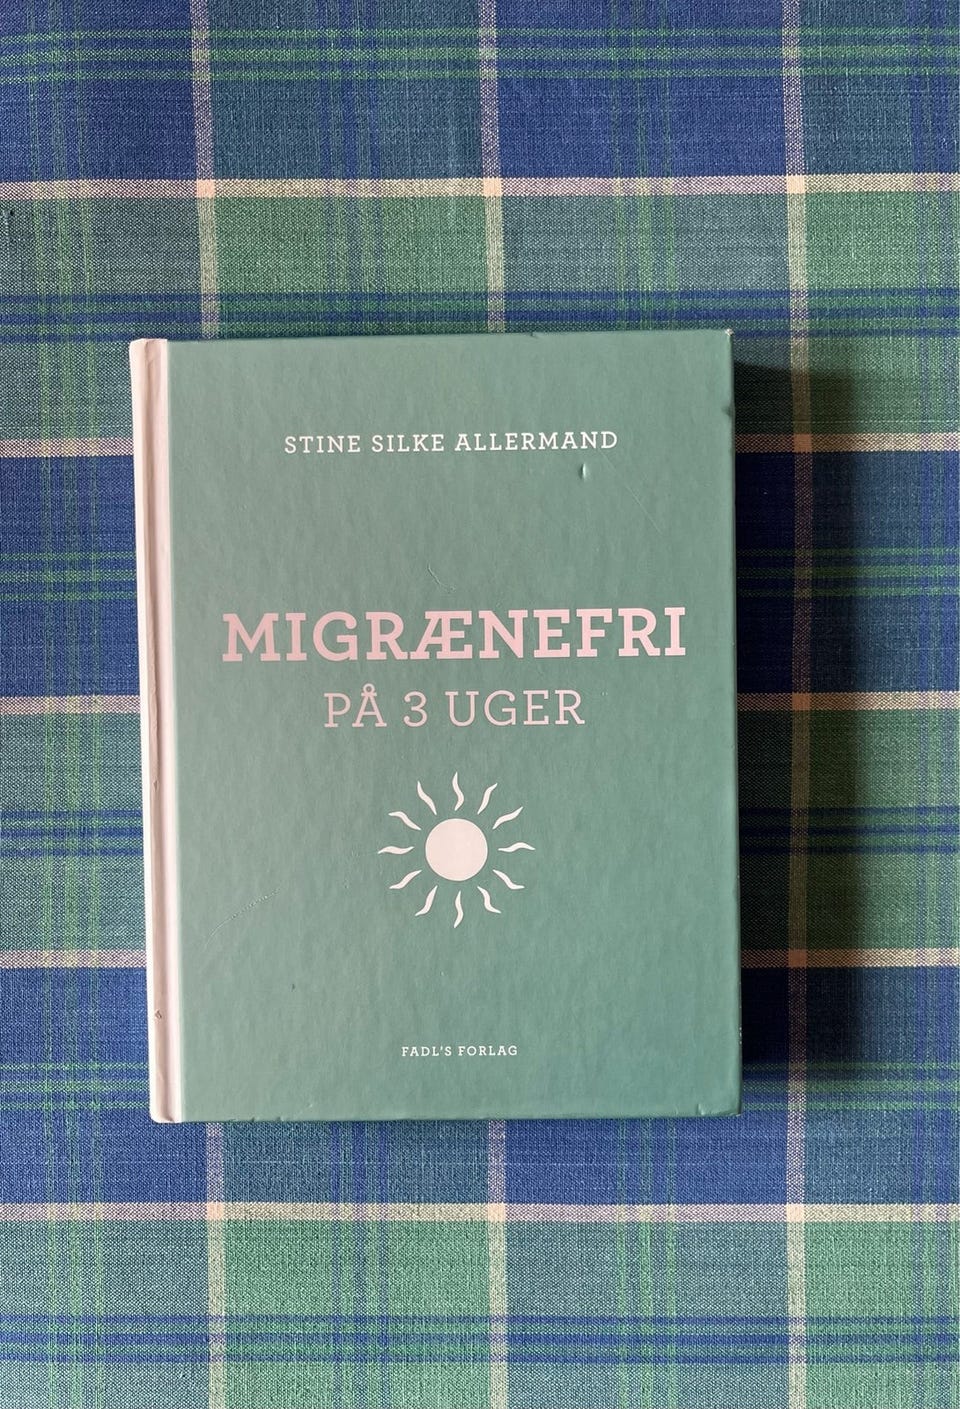 STINE SILKE ALLERMAND
MIGRÆNEFRI
PÅ 3 UGER
FADL'S FORLAG